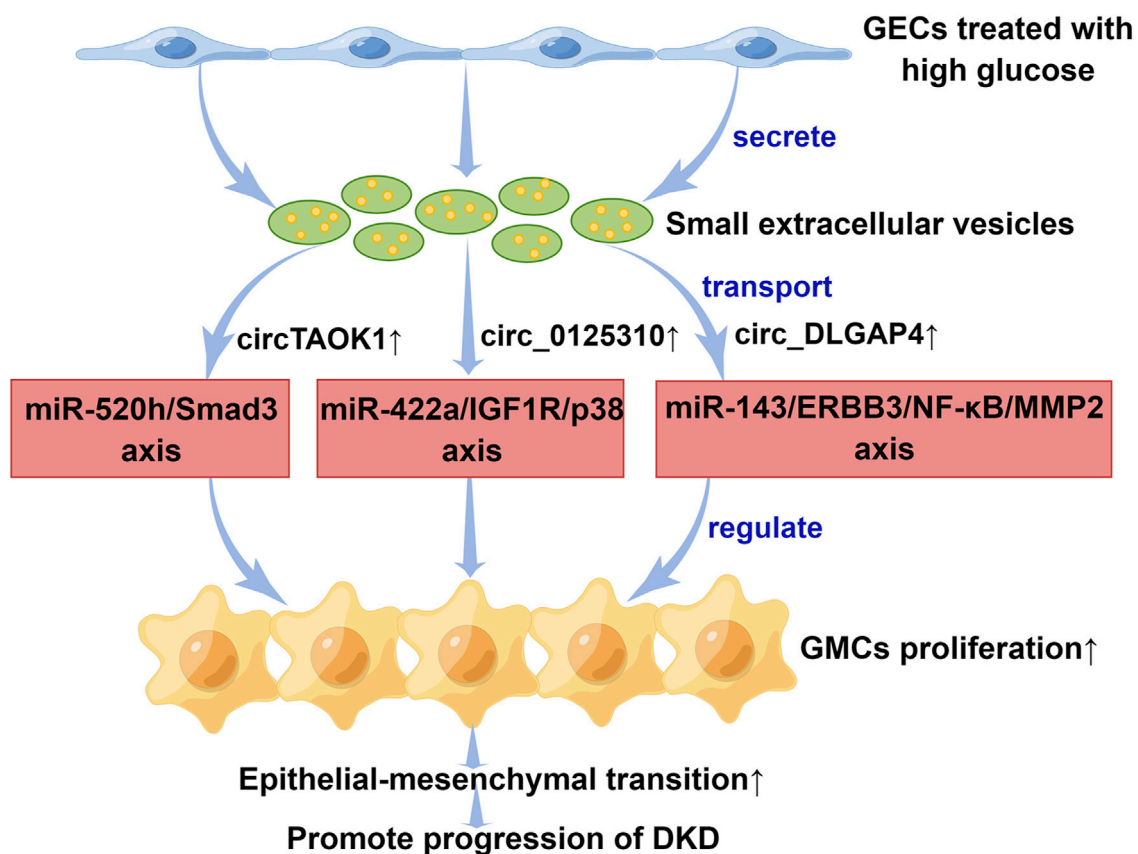 GECs treated with
high glucose
secrete
Small extracellular vesicles
transport
circTAOK1↑
circ_0125310↑
circ_DLGAP4↑
miR-520h/Smad3
axis
miR-422a/IGF1R/p38
axis
miR-143/ERBB3/NF-κB/MMP2
axis
regulate
GMCs proliferation↑
Epithelial-mesenchymal transition↑
Promote progression of DKD